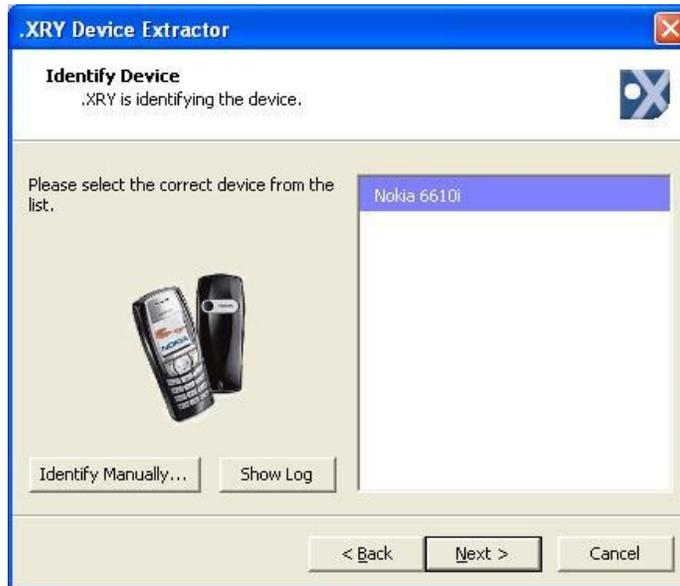 .XRY Device Extractor
Identify Device
.XRY is identifying the device.
Please select the correct device from the
list.
Nokia 6610i
NOKIA
Identify Manually...
Show Log
< Back
Next >
Cancel